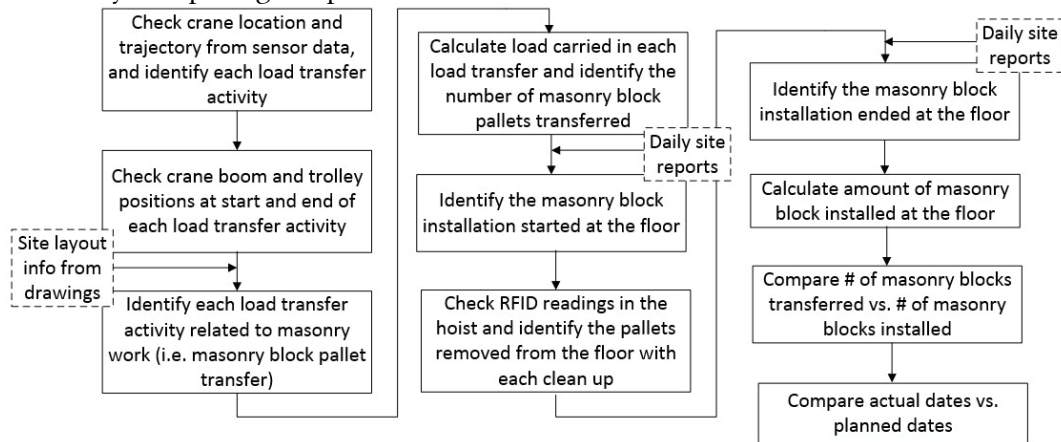 Check crane location and
trajectory from sensor data,
and identify each load transfer
activity
Check crane boom and trolley
positions at start and end of
each load transfer activity
Site layout
info from
drawings
Identify each load transfer
activity related to masonry
work (i.e. masonry block pallet
transfer)
Calculate load carried in each
load transfer and identify the
number of masonry block
pallets transferred
Daily site
reports
Identify the masonry block
installation started at the floor
Check RFID readings in the
hoist and identify the pallets
removed from the floor with
each clean up
Daily site
reports
Identify the masonry block
installation ended at the floor
Calculate amount of masonry
block installed at the floor
Compare # of masonry blocks
transferred vs. # of masonry
blocks installed
Compare actual dates vs.
planned dates